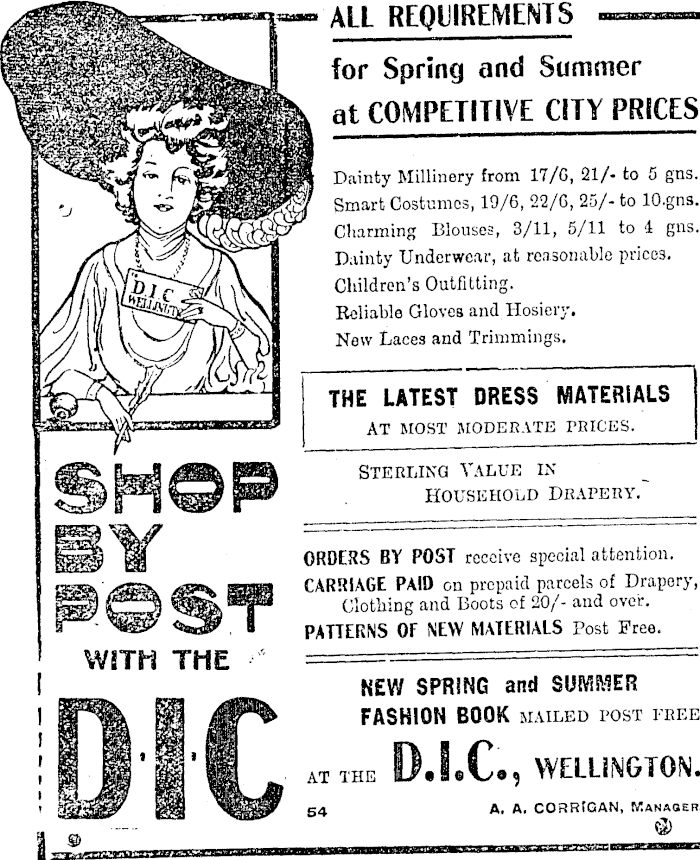 ALL REQUIREMENTS
for Spring and Summer
at COMPETITIVE CITY PRICES
Dainty Millinery from 17/6, 21/- to 5 gns.
Smart Costumes, 19/6, 22/6, 25/- to 10.gns.
Charming Blouses, 3/11, 5/11 to 4 gns.
Dainty Underwear, at reasonable prices.
Children's Outfitting.
Reliable Gloves and Hosiery.
New Laces and Trimmings.
THE LATEST DRESS MATERIALS
AT MOST MODERATE PRICES.
STERLING VALUE IN
HOUSEHOLD DRAPERY.
ORDERS BY POST receive special attention.
CARRIAGE PAID on prepaid parcels of Drapery,
Clothing and Boots of 20/- and over.
PATTERNS OF NEW MATERIALS Post Free.
NEW SPRING and SUMMER
FASHION BOOK MAILED POST FREE
AT THE D.I.C., WELLINGTON.
54 A. A. CORRIGAN, MANAGER
D.I.C
WELLINGT
SHOP
BY
POST
WITH THE
D.I.C